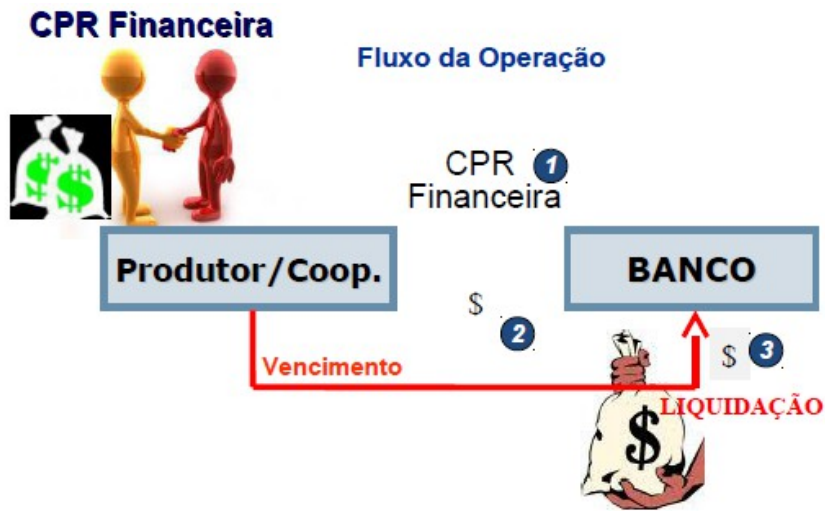 CPR Financeira
Fluxo da Operação
CPR 1
Financeira
Produtor/Coop.
BANCO
$
2
Vencimento
$ 3
LIQUIDAÇÃO
$
$ $